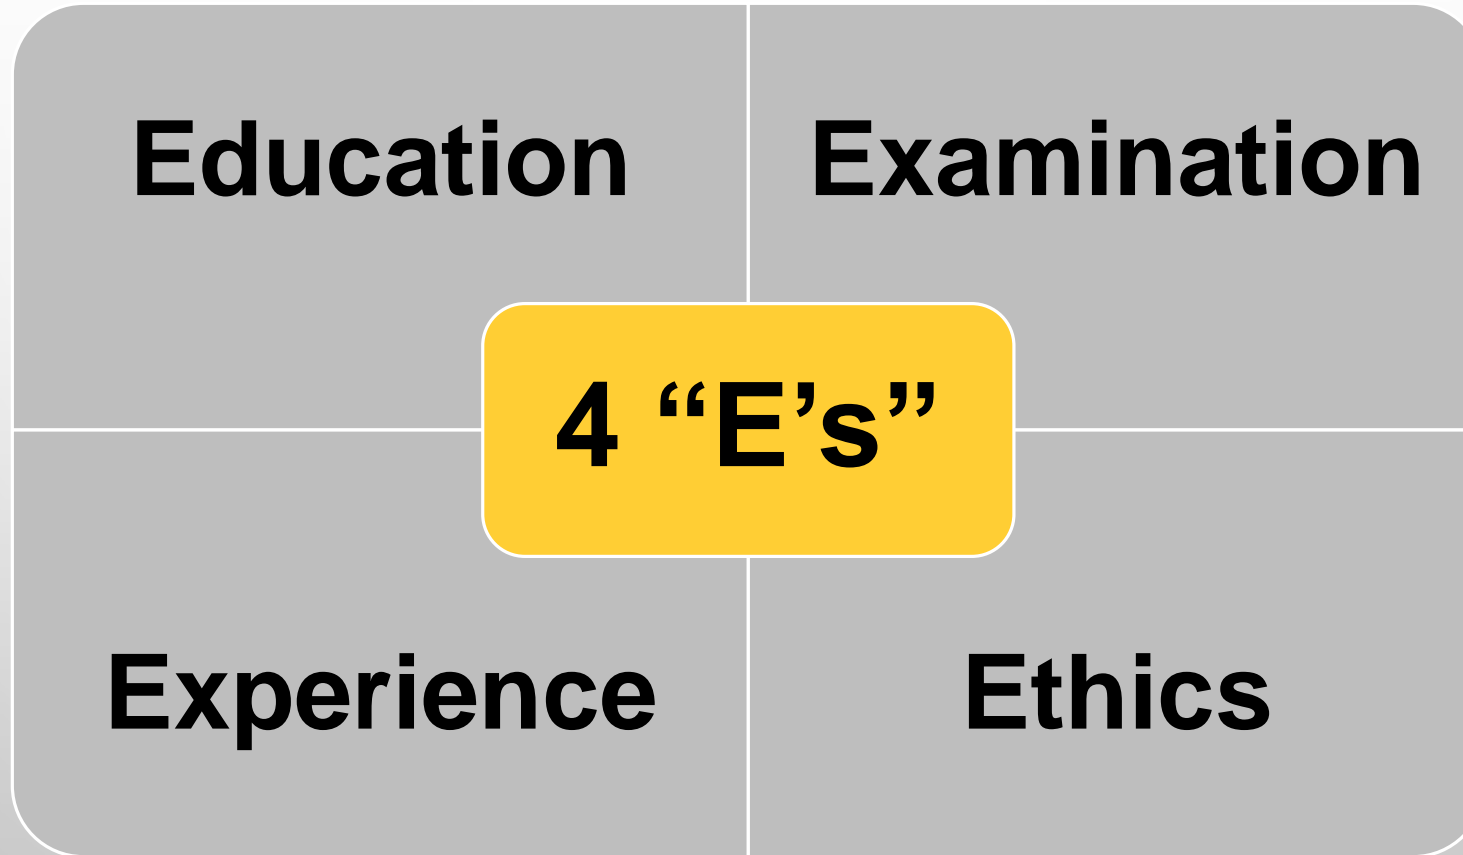 Education
Examination
4 “E’s”
Experience
Ethics